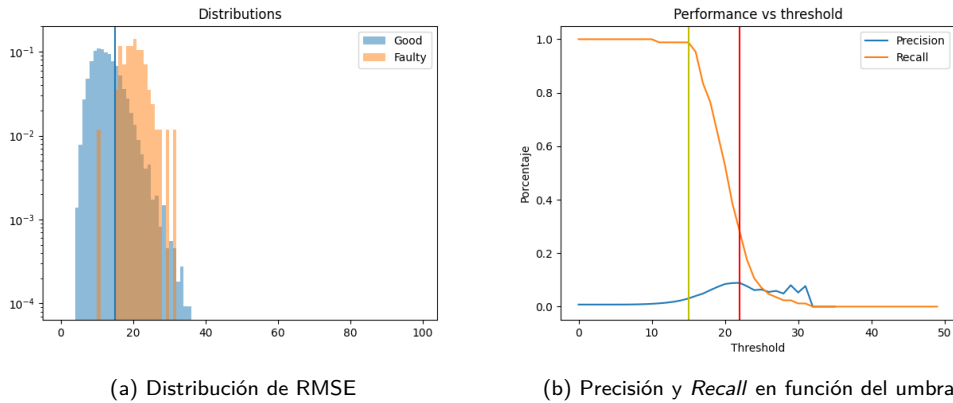 Distributions
Good
Faulty
10⁻¹
10⁻²
10⁻³
10⁻⁴
0 20 40 60 80 100
(a) Distribución de RMSE
Performance vs threshold
Precision
Recall
Porcentaje
1.0
0.8
0.6
0.4
0.2
0.0
0 10 20 30 40 50
Threshold
(b) Precisión y Recall en función del umbra